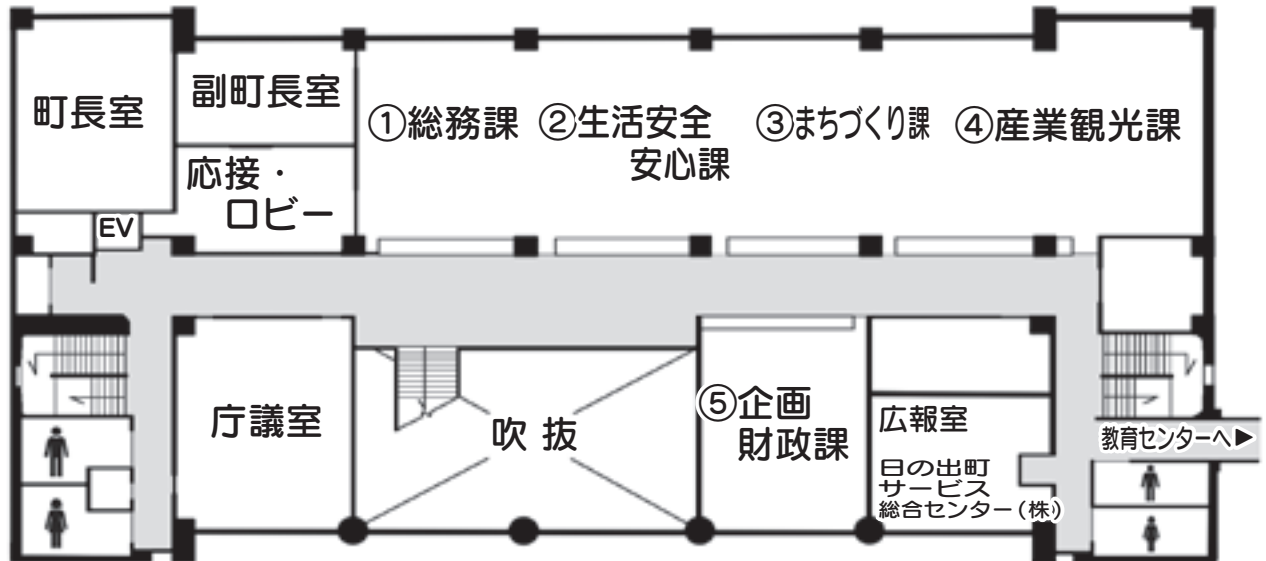 町長室
副町長室
応接・
ロビー
EV
①総務課
②生活安全
安心課
③まちづくり課
④産業観光課
庁議室
吹 抜
⑤企画
財政課
広報室
日の出町
サービス
総合センター(株)
教育センターへ▶